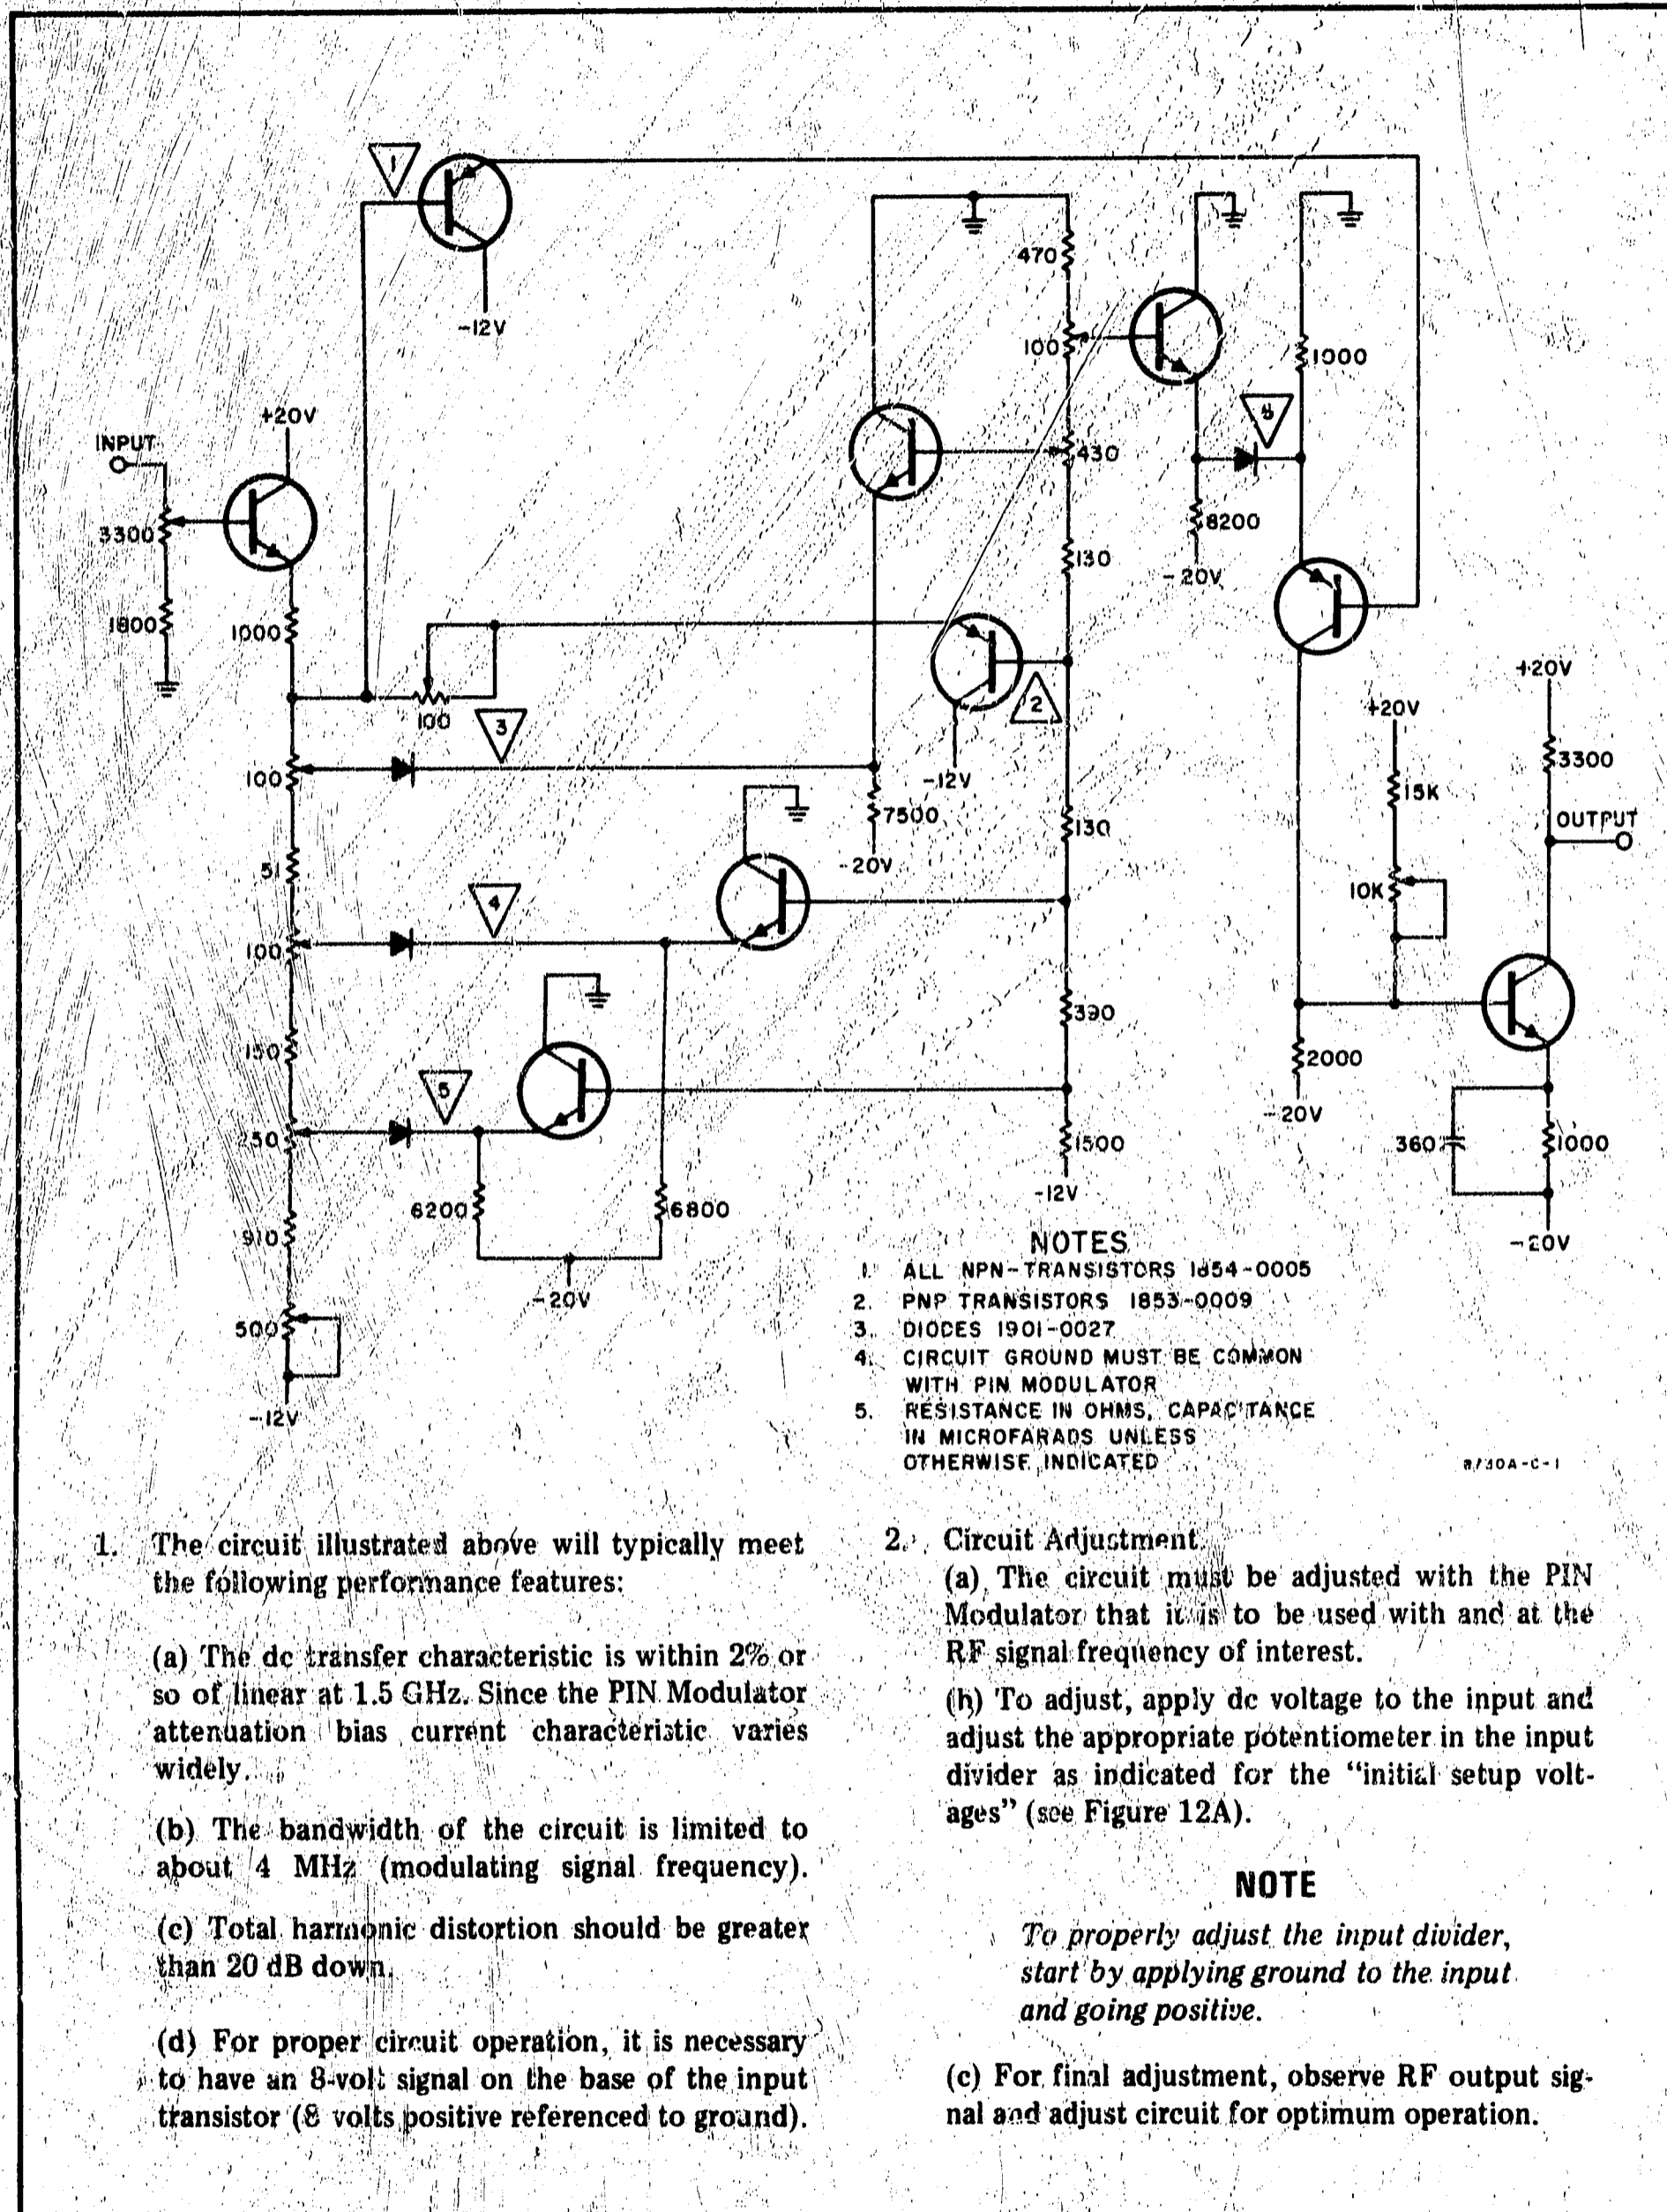 1
-12V
470
100
1000
+20V
INPUT
3300
1800
1000
430
130
8200
-20V
100
3
2
-12V
100
7500
-20V
130
+20V
+20V
3300
15K
OUTPUT
10K
51
4
100
390
2000
-20V
150
5
360
1000
1500
-12V
-20V
6200
6800
-20V
910
500
-12V
NOTES
1. ALL NPN-TRANSISTORS 1854-0005
2. PNP TRANSISTORS 1853-0009
3. DIODES 1901-0027
4. CIRCUIT GROUND MUST BE COMMON
WITH PIN MODULATOR
5. RESISTANCE IN OHMS, CAPACITANCE
IN MICROFARADS UNLESS
OTHERWISE INDICATED
1. The circuit illustrated above will typically meet
the following performance features:
(a) The dc transfer characteristic is within 2% or
so of linear at 1.5 GHz. Since the PIN Modulator
attenuation bias current characteristic varies
widely.
(b) The bandwidth of the circuit is limited to
about 4 MHz (modulating signal frequency).
(c) Total harmonic distortion should be greater
than 20 dB down.
(d) For proper circuit operation, it is necessary
to have an 8-volt signal on the base of the input
transistor (8 volts positive referenced to ground).
2. Circuit Adjustment.
(a) The circuit must be adjusted with the PIN
Modulator that it is to be used with and at the
RF signal frequency of interest.
(b) To adjust, apply dc voltage to the input and
adjust the appropriate potentiometer in the input
divider as indicated for the “initial setup volt-
ages” (see Figure 12A).
NOTE
To properly adjust the input divider,
start by applying ground to the input
and going positive.
(c) For final adjustment, observe RF output sig-
nal and adjust circuit for optimum operation.